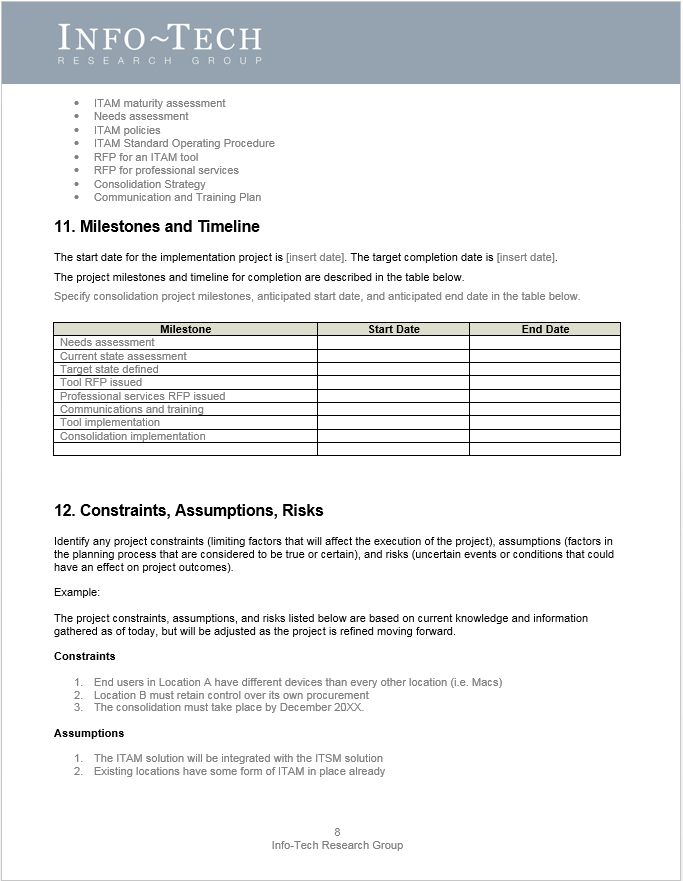 INFO~TECH
RESEARCH GROUP
• ITAM maturity assessment
• Needs assessment
• ITAM policies
• ITAM Standard Operating Procedure
• RFP for an ITAM tool
• RFP for professional services
• Consolidation Strategy
• Communication and Training Plan
11. Milestones and Timeline
The start date for the implementation project is [insert date]. The target completion date is [insert date].
The project milestones and timeline for completion are described in the table below.
Specify consolidation project milestones, anticipated start date, and anticipated end date in the table below.
Milestone Start Date End Date
Needs assessment
Current state assessment
Target state defined
Tool RFP issued
Professional services RFP issued
Communications and training
Tool implementation
Consolidation implementation
12. Constraints, Assumptions, Risks
Identify any project constraints (limiting factors that will affect the execution of the project), assumptions (factors in
the planning process that are considered to be true or certain), and risks (uncertain events or conditions that could
have an effect on project outcomes).
Example:
The project constraints, assumptions, and risks listed below are based on current knowledge and information
gathered as of today, but will be adjusted as the project is refined moving forward.
Constraints
1. End users in Location A have different devices than every other location (i.e. Macs)
2. Location B must retain control over its own procurement
3. The consolidation must take place by December 20XX.
Assumptions
1. The ITAM solution will be integrated with the ITSM solution
2. Existing locations have some form of ITAM in place already
8
Info-Tech Research Group